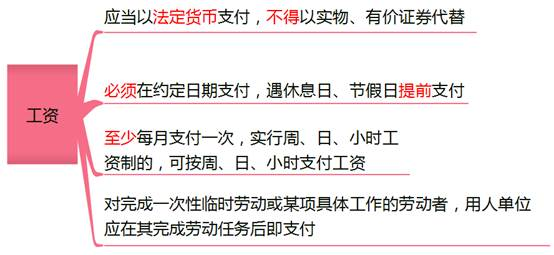 应当以法定货币支付，不得以实物、有价证券代替
必须在约定日期支付，遇休息日、节假日提前支付
工资
至少每月支付一次，实行周、日、小时工
资制的，可按周、日、小时支付工资
对完成一次性临时劳动或某项具体工作的劳动者，用人单位
应在其完成劳动任务后即支付